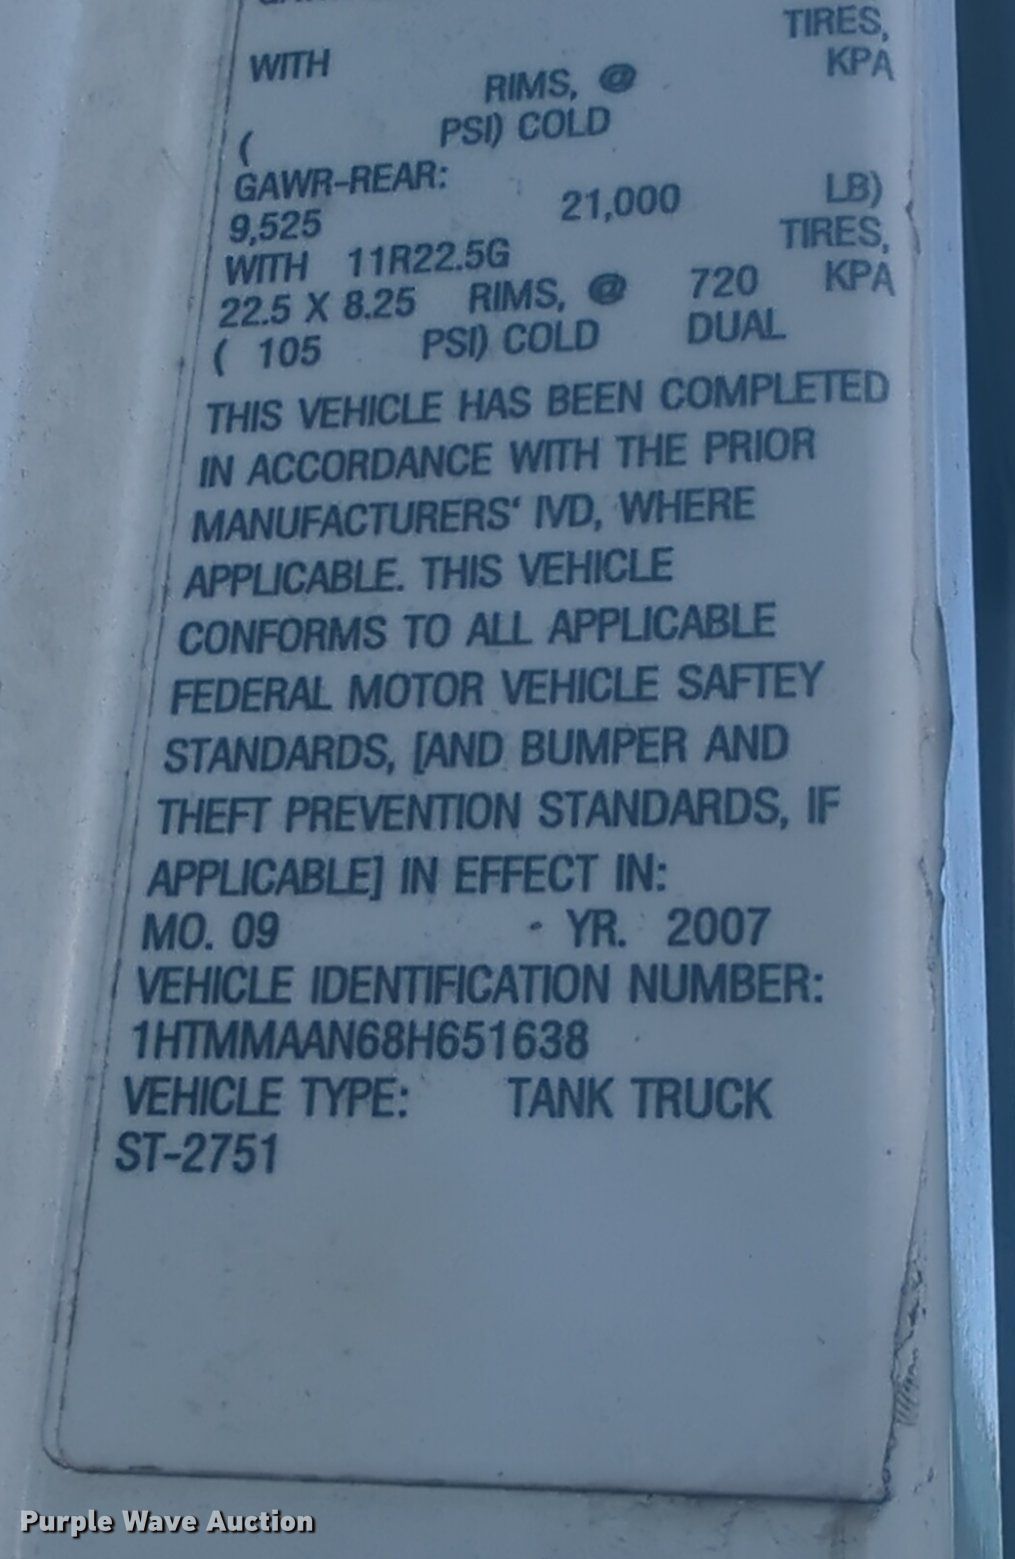 TIRES,
WITH RIMS, @ KPA
( PSI) COLD
GAWR-REAR:
9,525 21,000 LB)
WITH 11R22.5G TIRES,
22.5 X 8.25 RIMS, @ 720 KPA
( 105 PSI) COLD DUAL
THIS VEHICLE HAS BEEN COMPLETED
IN ACCORDANCE WITH THE PRIOR
MANUFACTURERS' IVD, WHERE
APPLICABLE. THIS VEHICLE
CONFORMS TO ALL APPLICABLE
FEDERAL MOTOR VEHICLE SAFTEY
STANDARDS, [AND BUMPER AND
THEFT PREVENTION STANDARDS, IF
APPLICABLE] IN EFFECT IN:
MO. 09 - YR. 2007
VEHICLE IDENTIFICATION NUMBER:
1HTMMAAN68H651638
VEHICLE TYPE: TANK TRUCK
ST-2751
Purple Wave Auction